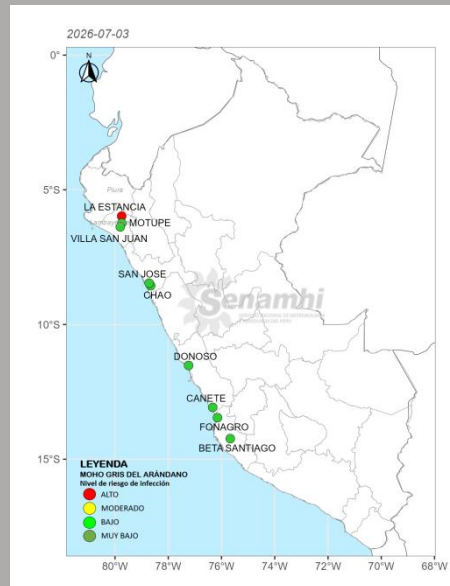 2026-07-03
N
0°
5°S
10°S
15°S
Piura
LA ESTANCIA
MOTUPE
VILLA SAN JUAN
SAN JOSE
CHAO
Senamhi
DONOSO
CANETE
FONAGRO
BETA SANTIAGO
LEYENDA
MOHO GRIS DEL ARÁNDANO
Nivel de riesgo de infección
ALTO
MODERADO
BAJO
MUY BAJO
80°W 78°W 76°W 74°W 72°W 70°W 68°W